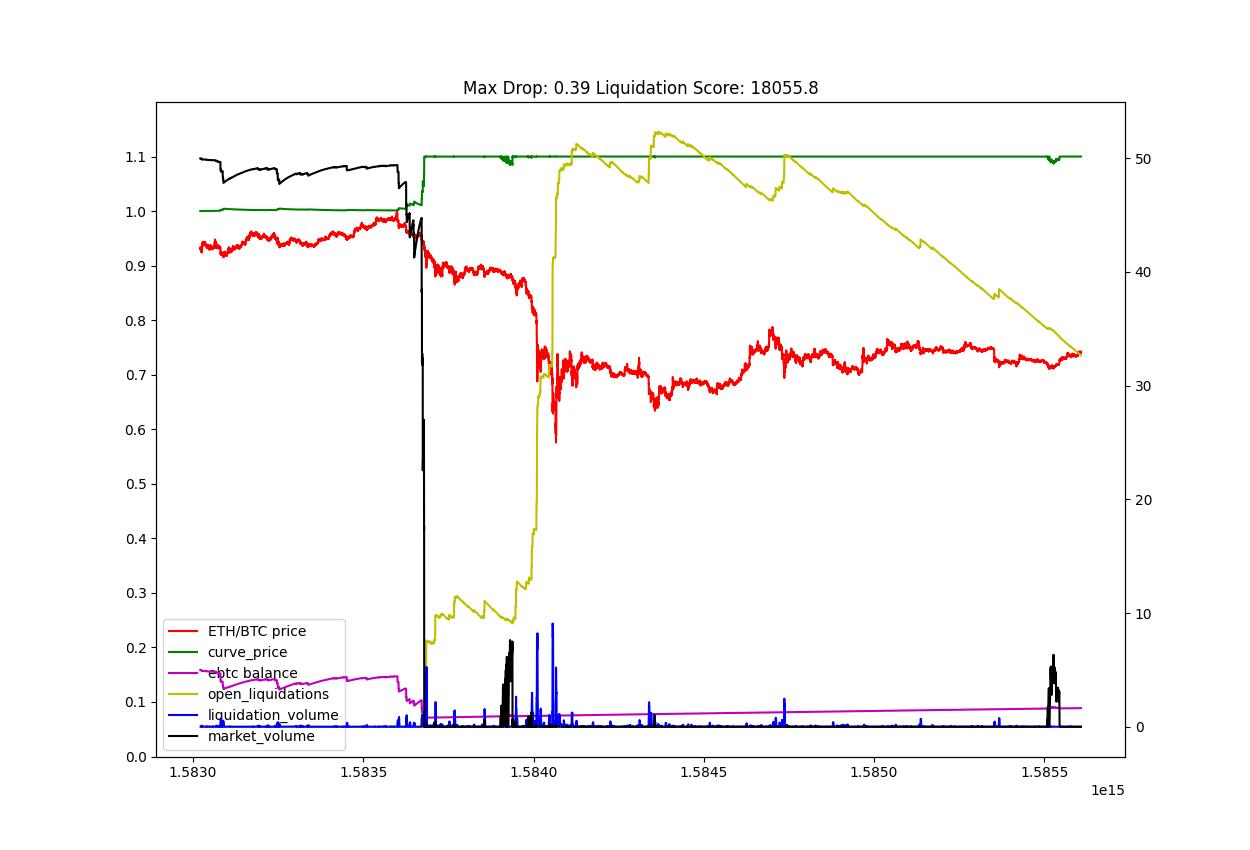 Max Drop: 0.39 Liquidation Score: 18055.8
1.1
1.0
0.9
0.8
0.7
0.6
0.5
0.4
0.3
0.2
0.1
0.0
50
40
30
20
10
0
ETH/BTC price
curve_price
ebtc balance
open_liquidations
liquidation_volume
market_volume
1.5830 1.5835 1.5840 1.5845 1.5850 1.5855
1e15